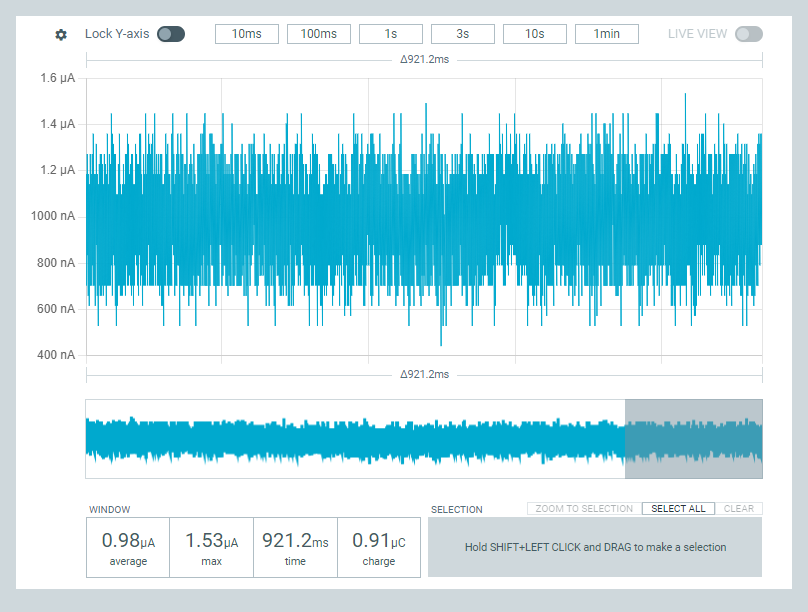 Lock Y-axis 10ms 100ms 1s 3s 10s 1min LIVE VIEW
Δ921.2ms
1.6 µA
1.4 µA
1.2 µA
1000 nA
800 nA
600 nA
400 nA
Δ921.2ms
WINDOW
0.98µA 1.53µA 921.2ms 0.91µC
average max time charge
SELECTION ZOOM TO SELECTION SELECT ALL CLEAR
Hold SHIFT+LEFT CLICK and DRAG to make a selection